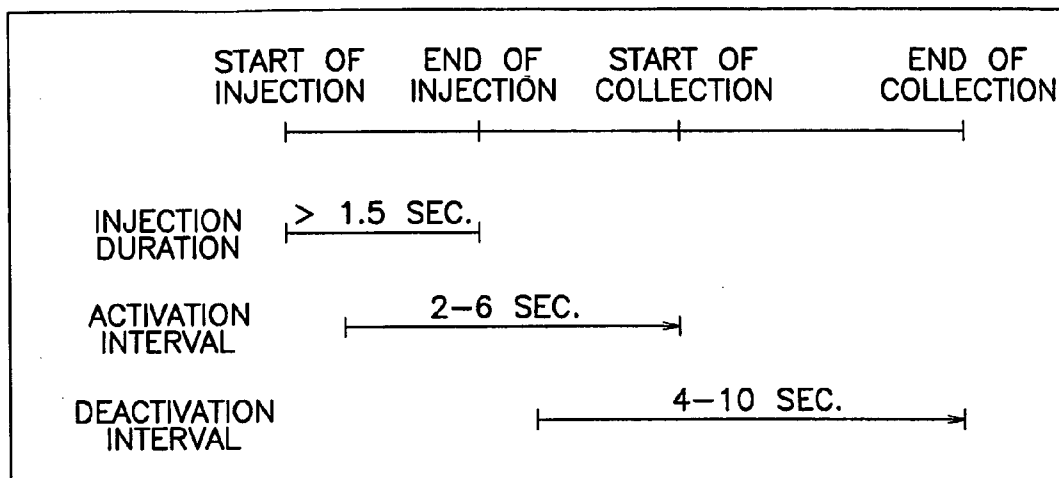 START OF INJECTION
END OF INJECTION
START OF COLLECTION
END OF COLLECTION
INJECTION DURATION
> 1.5 SEC.
ACTIVATION INTERVAL
2-6 SEC.
DEACTIVATION INTERVAL
4-10 SEC.